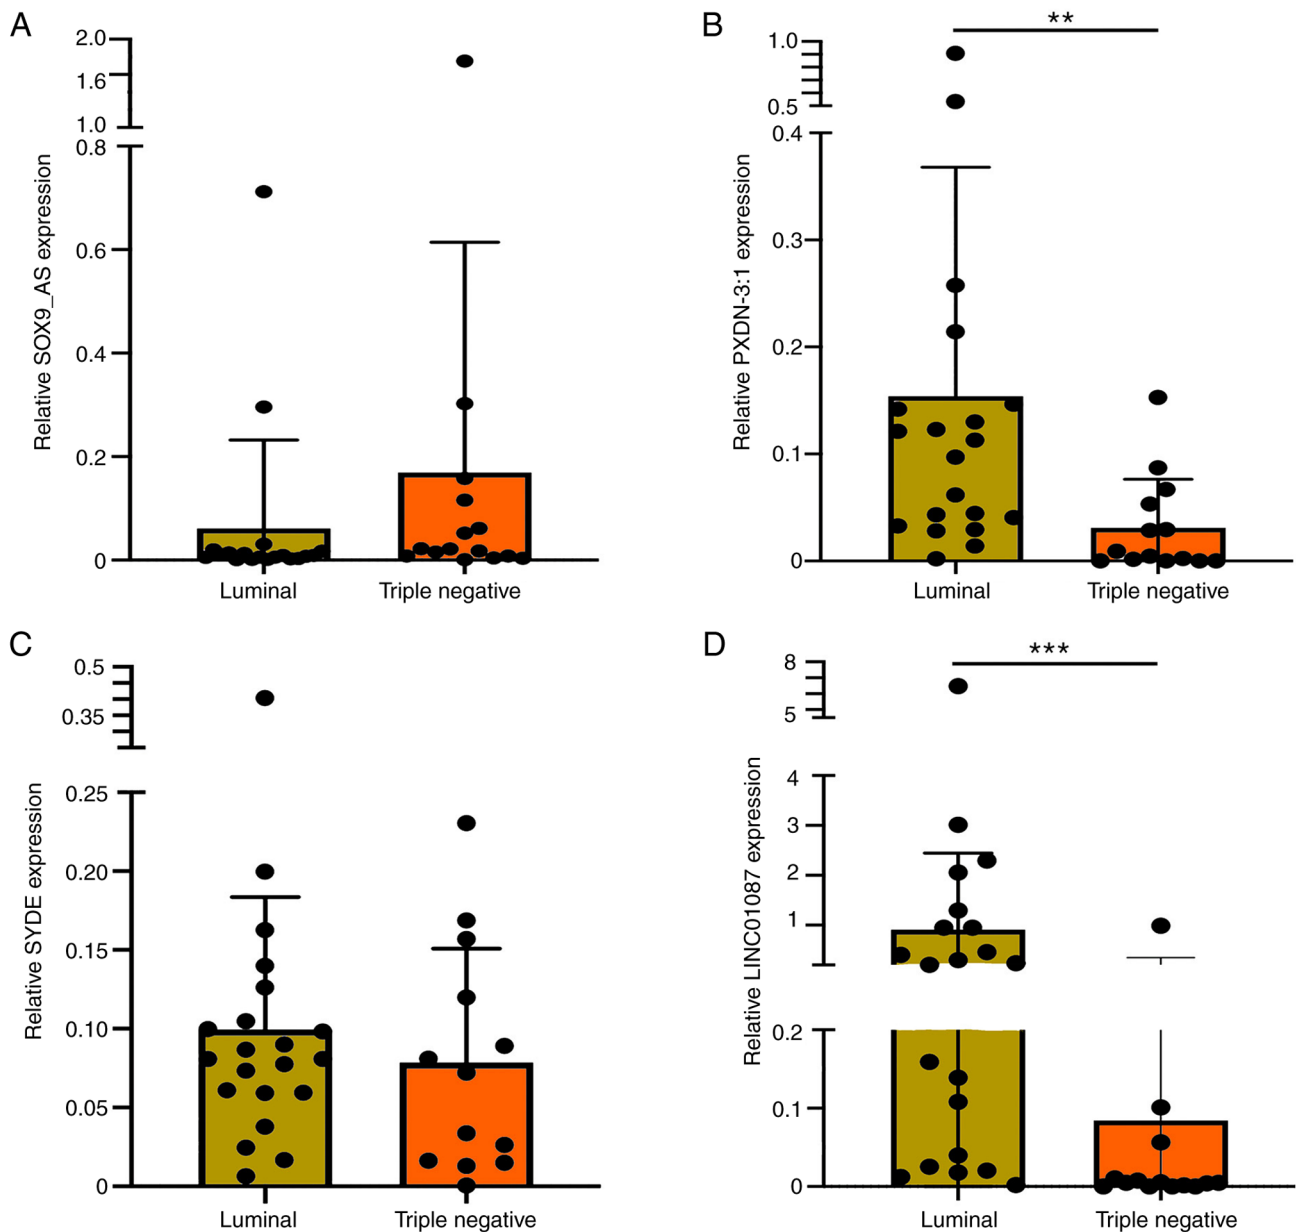 A
Relative SOX9_AS expression
2.0
1.6
1.0
0.8
0.6
0.4
0.2
0
Luminal
Triple negative
B
**
Relative PXDN-3:1 expression
1.0
0.5
0.4
0.3
0.2
0.1
0
Luminal
Triple negative
C
Relative SYDE expression
0.5
0.35
0.25
0.20
0.15
0.10
0.05
0
Luminal
Triple negative
D
***
Relative LINC01087 expression
8
5
4
3
2
1
0.2
0.1
0
Luminal
Triple negative